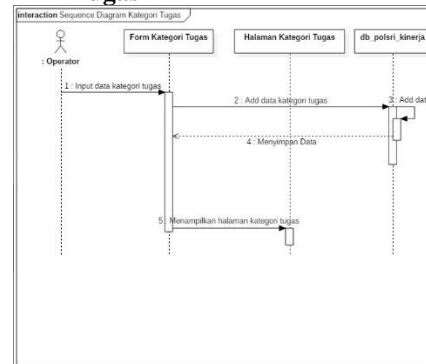 interaction Sequence Diagram Kategori Tugas
Form Kategori Tugas
Halaman Kategori Tugas
db_polsri_kinerja
: Operator
1 : Input data kategori tugas
2 : Add data kategori tugas
3 : Add dat
4 : Menyimpan Data
5 : Menampilkan halaman kategori tugas